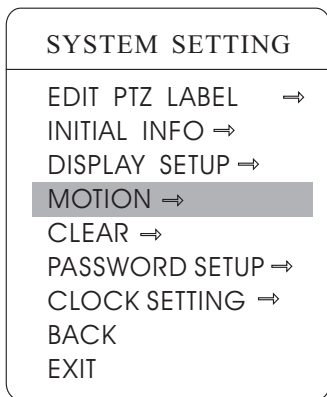 SYSTEM SETTING
EDIT PTZ LABEL ⇒
INITIAL INFO ⇒
DISPLAY SETUP ⇒
MOTION ⇒
CLEAR ⇒
PASSWORD SETUP ⇒
CLOCK SETTING ⇒
BACK
EXIT